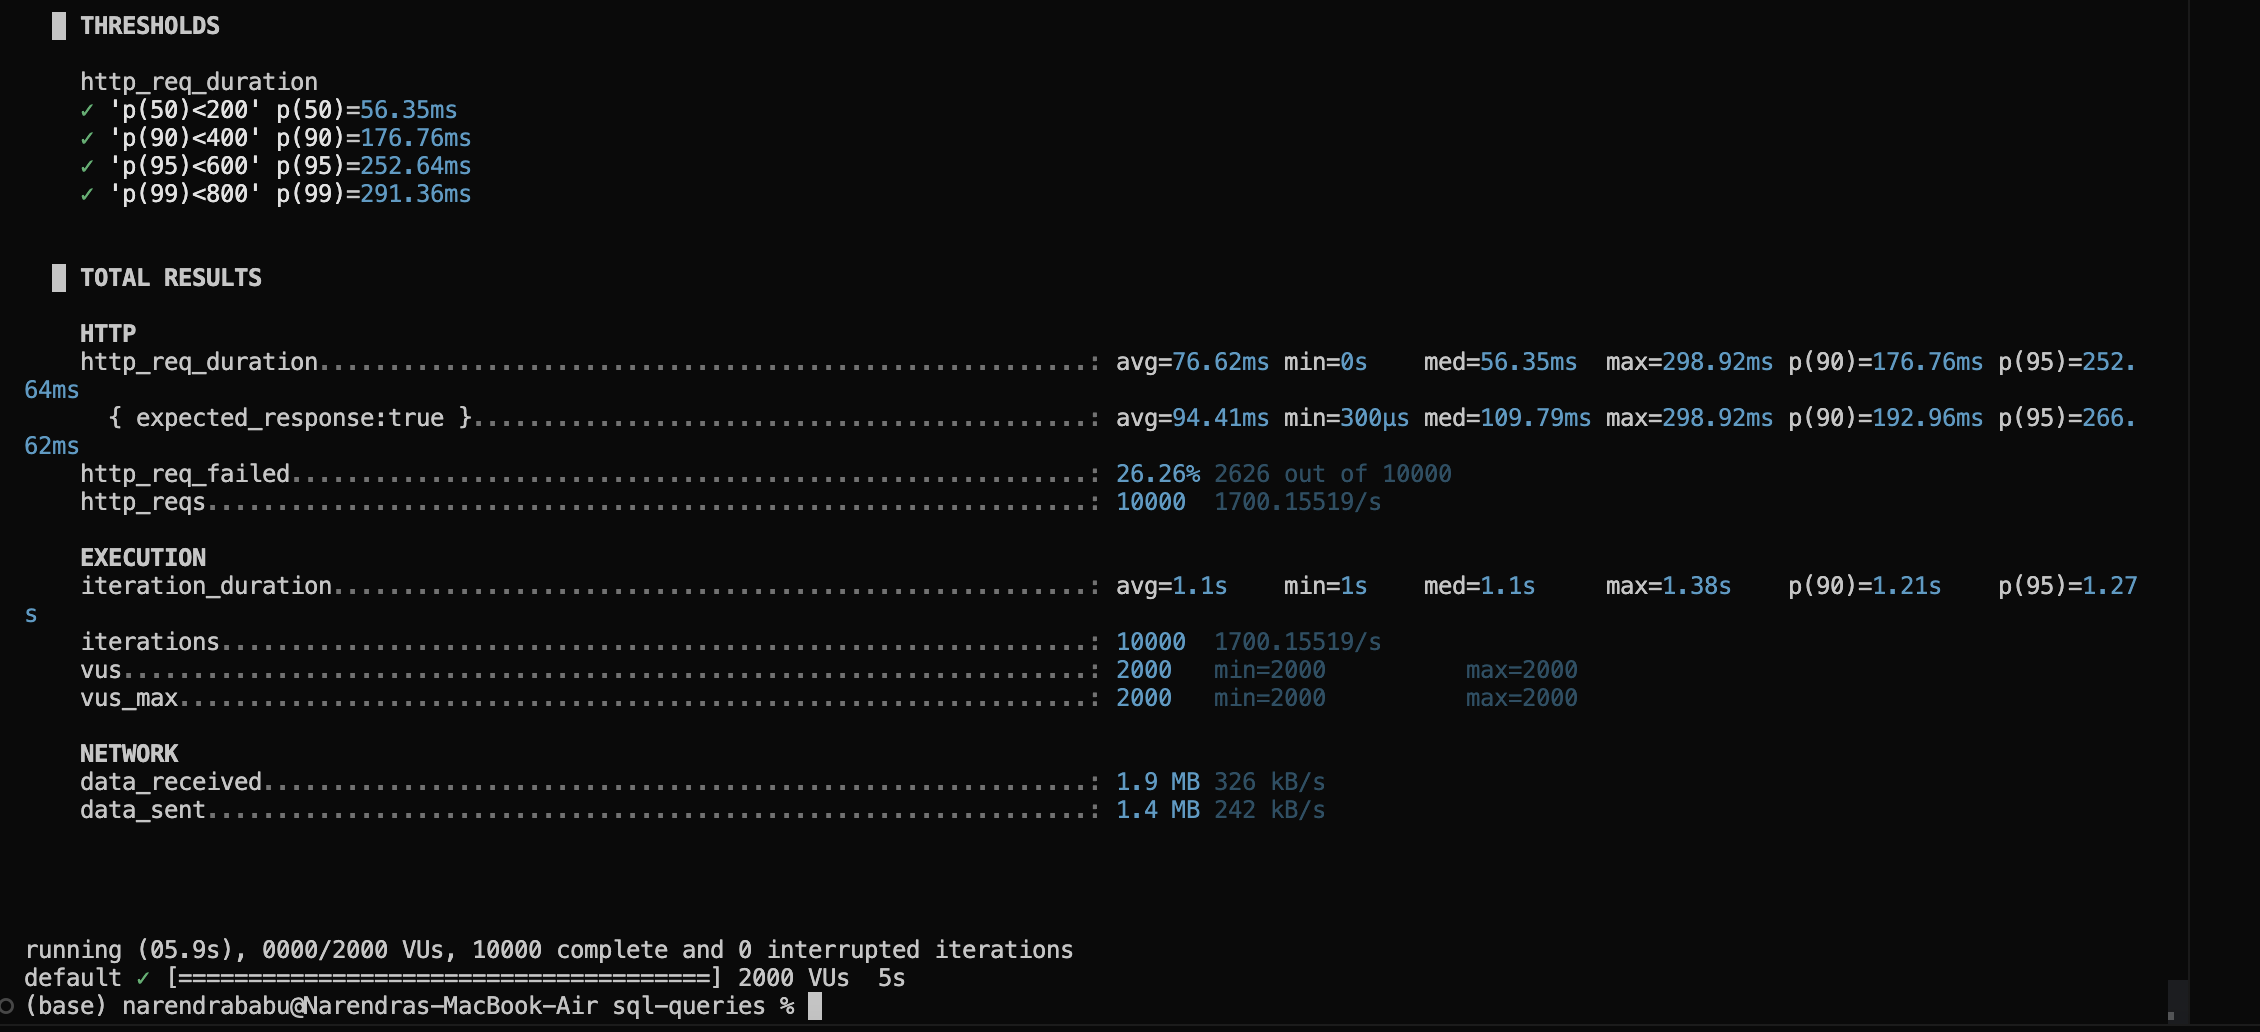 THRESHOLDS
http_req_duration
✓ 'p(50)<200' p(50)=56.35ms
✓ 'p(90)<400' p(90)=176.76ms
✓ 'p(95)<600' p(95)=252.64ms
✓ 'p(99)<800' p(99)=291.36ms
TOTAL RESULTS
HTTP
http_req_duration.......................................................: avg=76.62ms min=0s    med=56.35ms  max=298.92ms p(90)=176.76ms p(95)=252.
64ms
{ expected_response:true }............................................: avg=94.41ms min=300µs med=109.79ms max=298.92ms p(90)=192.96ms p(95)=266.
62ms
http_req_failed.........................................................: 26.26% 2626 out of 10000
http_reqs...............................................................: 10000  1700.15519/s
EXECUTION
iteration_duration......................................................: avg=1.1s    min=1s    med=1.1s     max=1.38s    p(90)=1.21s    p(95)=1.27
s
iterations..............................................................: 10000  1700.15519/s
vus.....................................................................: 2000   min=2000          max=2000
vus_max.................................................................: 2000   min=2000          max=2000
NETWORK
data_received...........................................................: 1.9 MB 326 kB/s
data_sent...............................................................: 1.4 MB 242 kB/s
running (05.9s), 0000/2000 VUs, 10000 complete and 0 interrupted iterations
default ✓ [======================================] 2000 VUs  5s
(base) narendrababu@Narendras-MacBook-Air sql-queries %